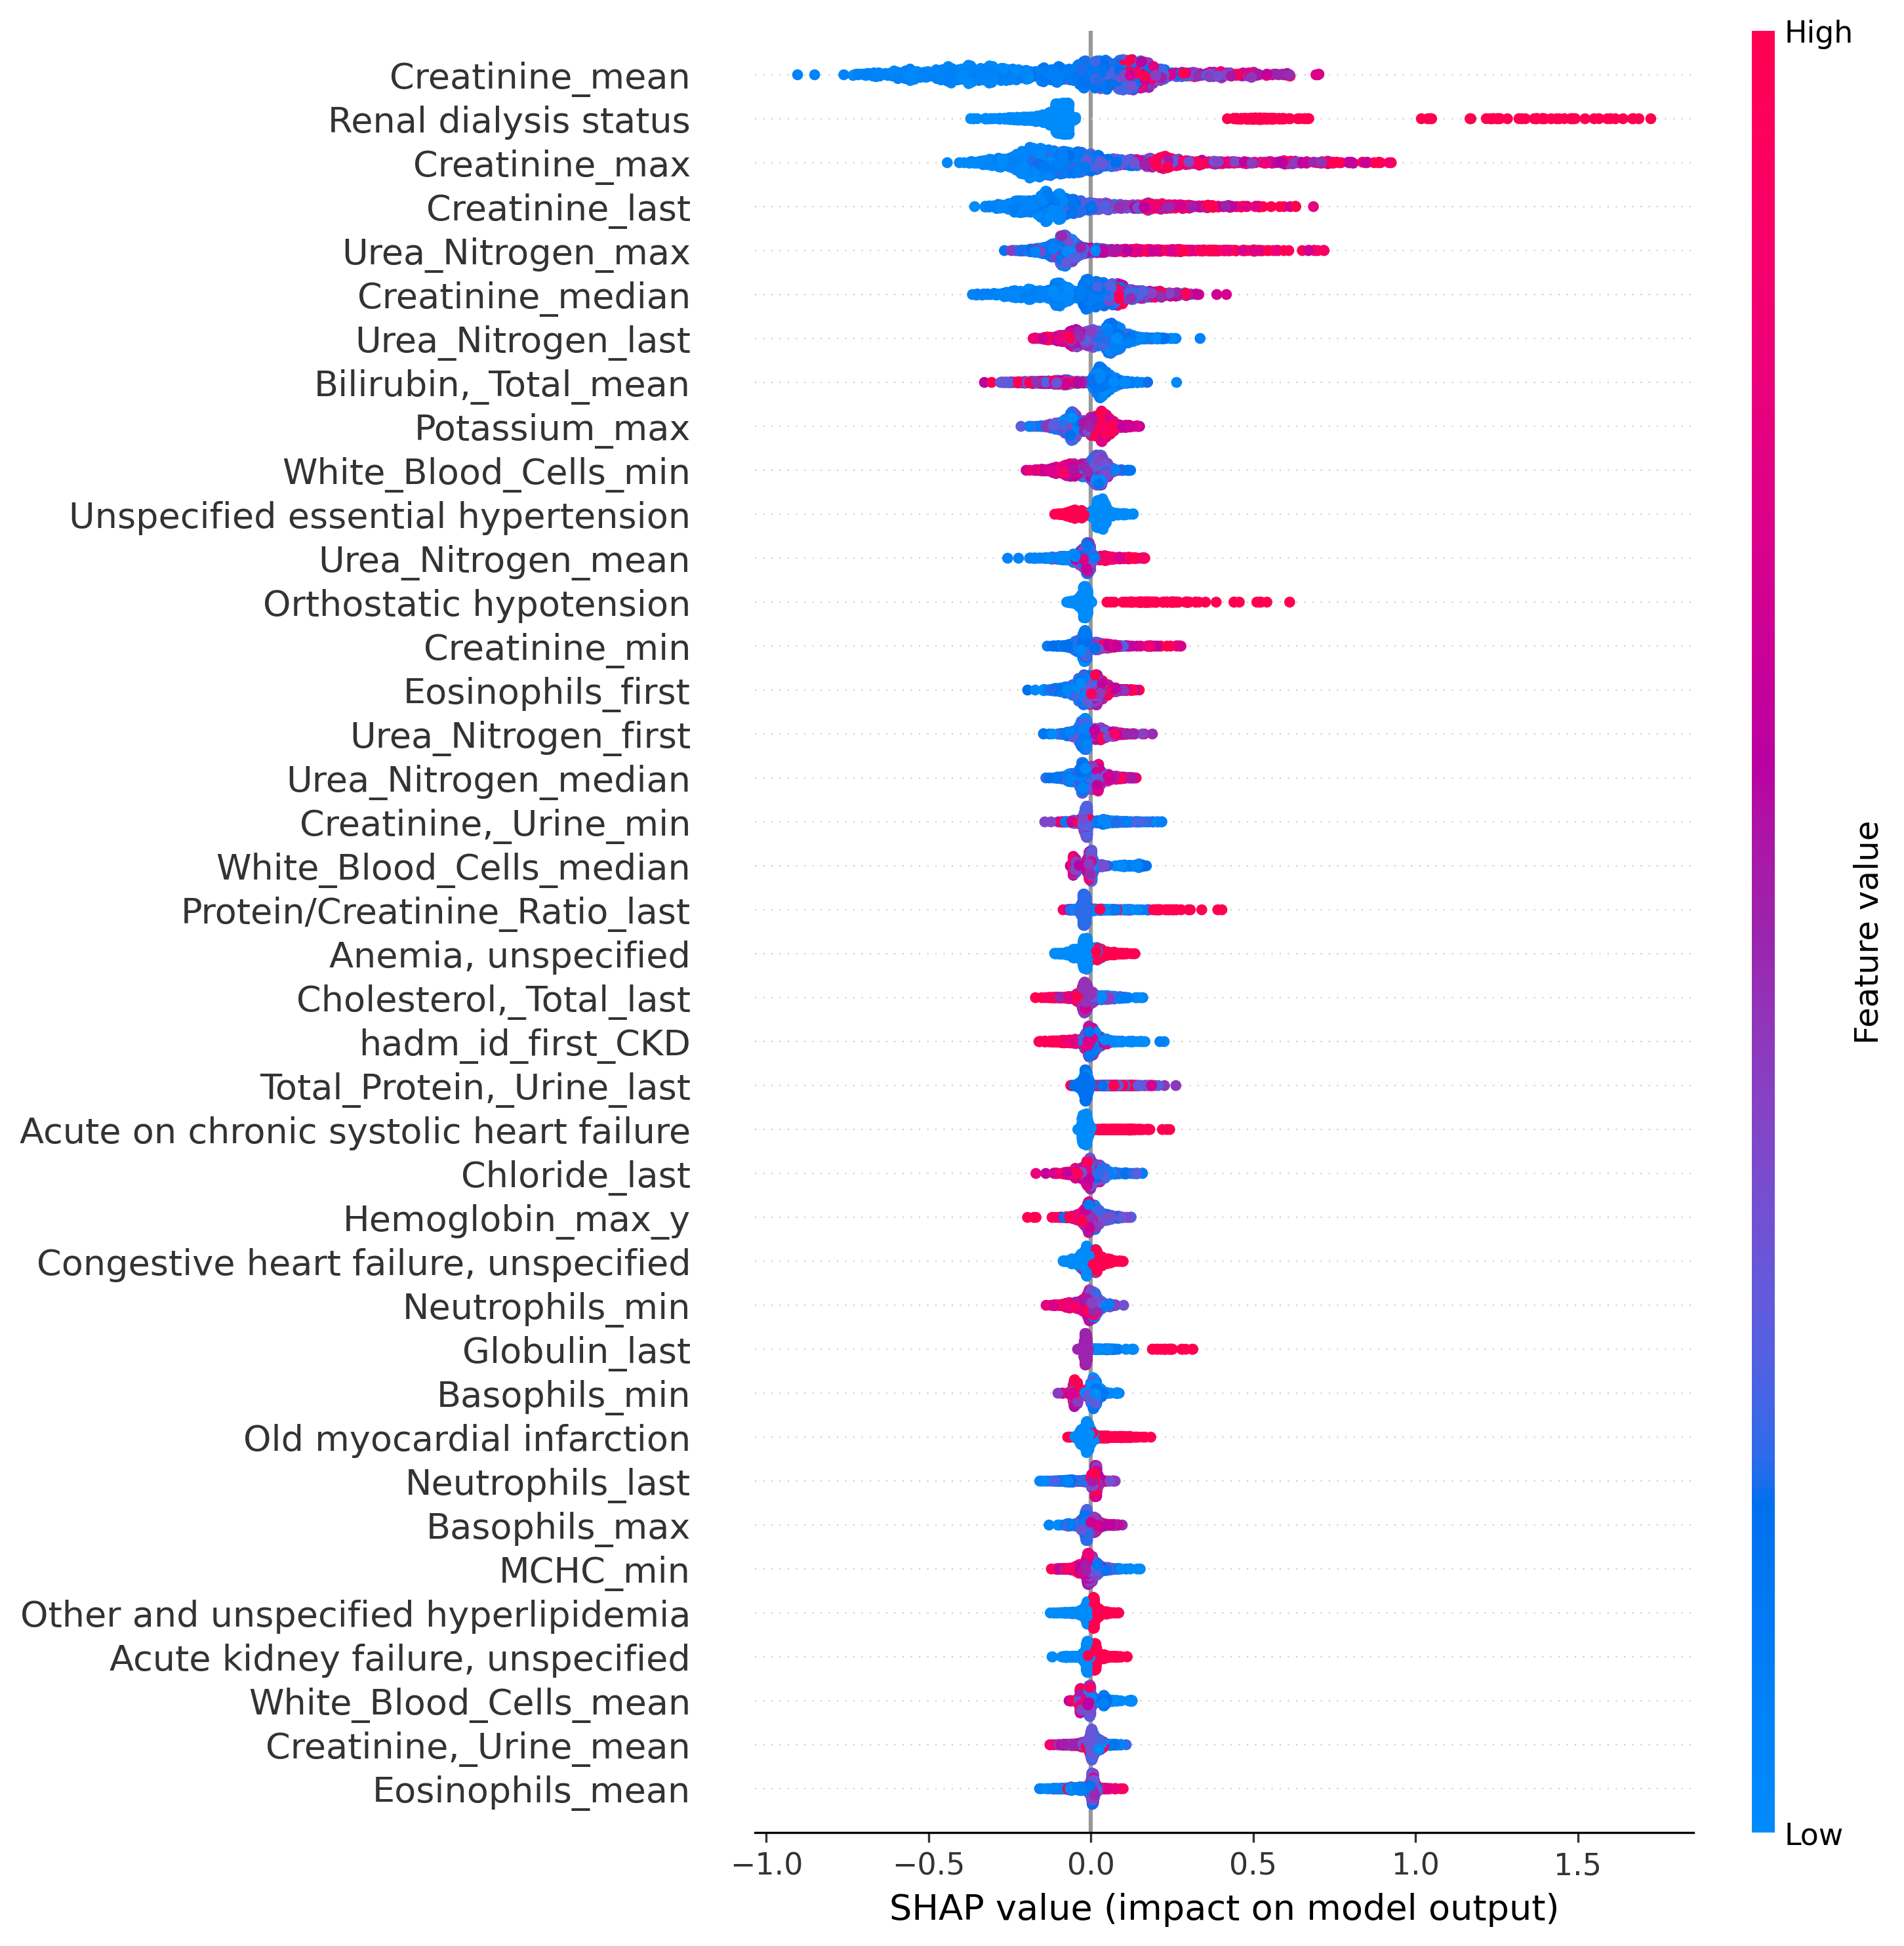 High
Creatinine_mean
Renal dialysis status
Creatinine_max
Creatinine_last
Urea_Nitrogen_max
Creatinine_median
Urea_Nitrogen_last
Bilirubin,_Total_mean
Potassium_max
White_Blood_Cells_min
Unspecified essential hypertension
Urea_Nitrogen_mean
Orthostatic hypotension
Creatinine_min
Eosinophils_first
Urea_Nitrogen_first
Urea_Nitrogen_median
Creatinine,_Urine_min
White_Blood_Cells_median
Protein/Creatinine_Ratio_last
Anemia, unspecified
Cholesterol,_Total_last
hadm_id_first_CKD
Total_Protein,_Urine_last
Acute on chronic systolic heart failure
Chloride_last
Hemoglobin_max_y
Congestive heart failure, unspecified
Neutrophils_min
Globulin_last
Basophils_min
Old myocardial infarction
Neutrophils_last
Basophils_max
MCHC_min
Other and unspecified hyperlipidemia
Acute kidney failure, unspecified
White_Blood_Cells_mean
Creatinine,_Urine_mean
Eosinophils_mean
Feature value
Low
−1.0 −0.5 0.0 0.5 1.0 1.5
SHAP value (impact on model output)